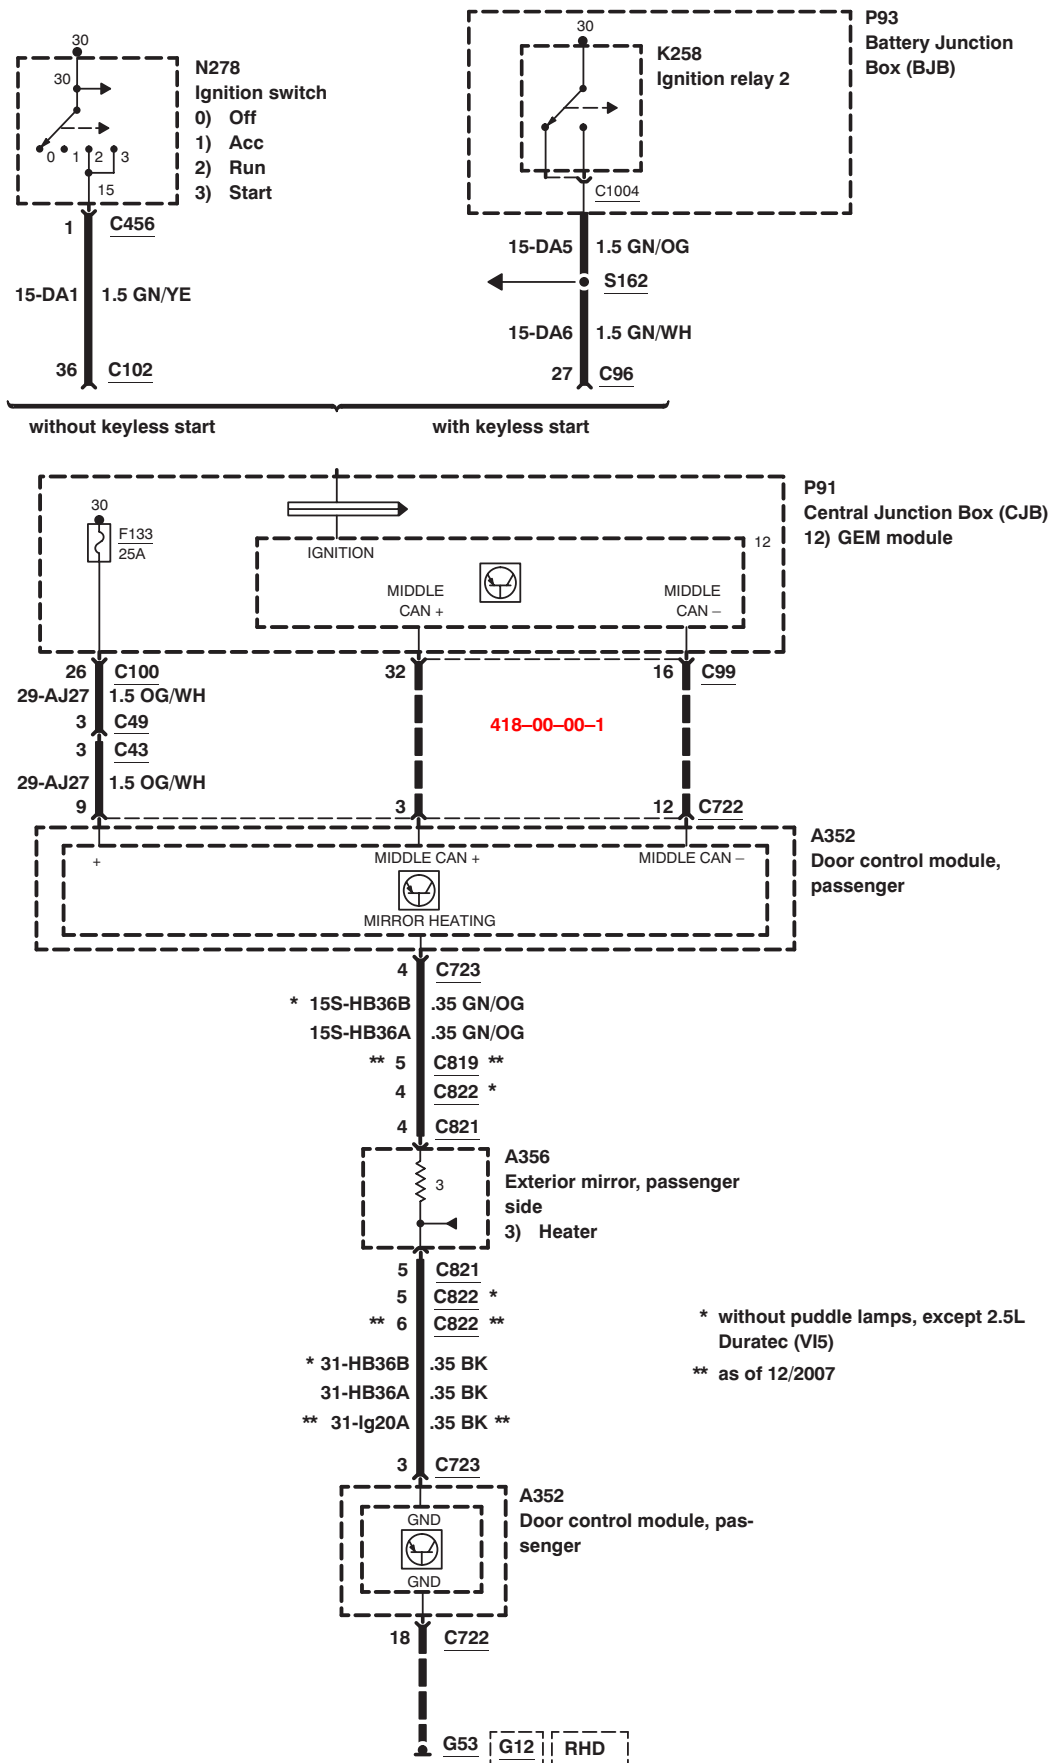 30
30
N278
Ignition switch
0) Off
1) Acc
2) Run
3) Start
0 1 2 3
15
1 C456
15-DA1 1.5 GN/YE
36 C102
P93
Battery Junction
Box (BJB)
30
K258
Ignition relay 2
C1004
15-DA5 1.5 GN/OG
S162
15-DA6 1.5 GN/WH
27 C96
without keyless start
with keyless start
P91
Central Junction Box (CJB)
12) GEM module
30
F133
25A
IGNITION
12
MIDDLE
CAN +
MIDDLE
CAN –
26 C100
32
16 C99
29-AJ27 1.5 OG/WH
3 C49
418–00–00–1
3 C43
29-AJ27 1.5 OG/WH
9
3
12 C722
A352
Door control module,
passenger
+
MIDDLE CAN +
MIDDLE CAN –
MIRROR HEATING
4 C723
* 15S-HB36B .35 GN/OG
15S-HB36A .35 GN/OG
** 5 C819 **
4 C822 *
4 C821
A356
Exterior mirror, passenger
side
3) Heater
3
5 C821
5 C822 *
** 6 C822 **
* without puddle lamps, except 2.5L
Duratec (VI5)
** as of 12/2007
* 31-HB36B .35 BK
31-HB36A .35 BK
** 31-lg20A .35 BK **
3 C723
A352
Door control module, pas-
senger
GND
GND
18 C722
G53 G12 RHD